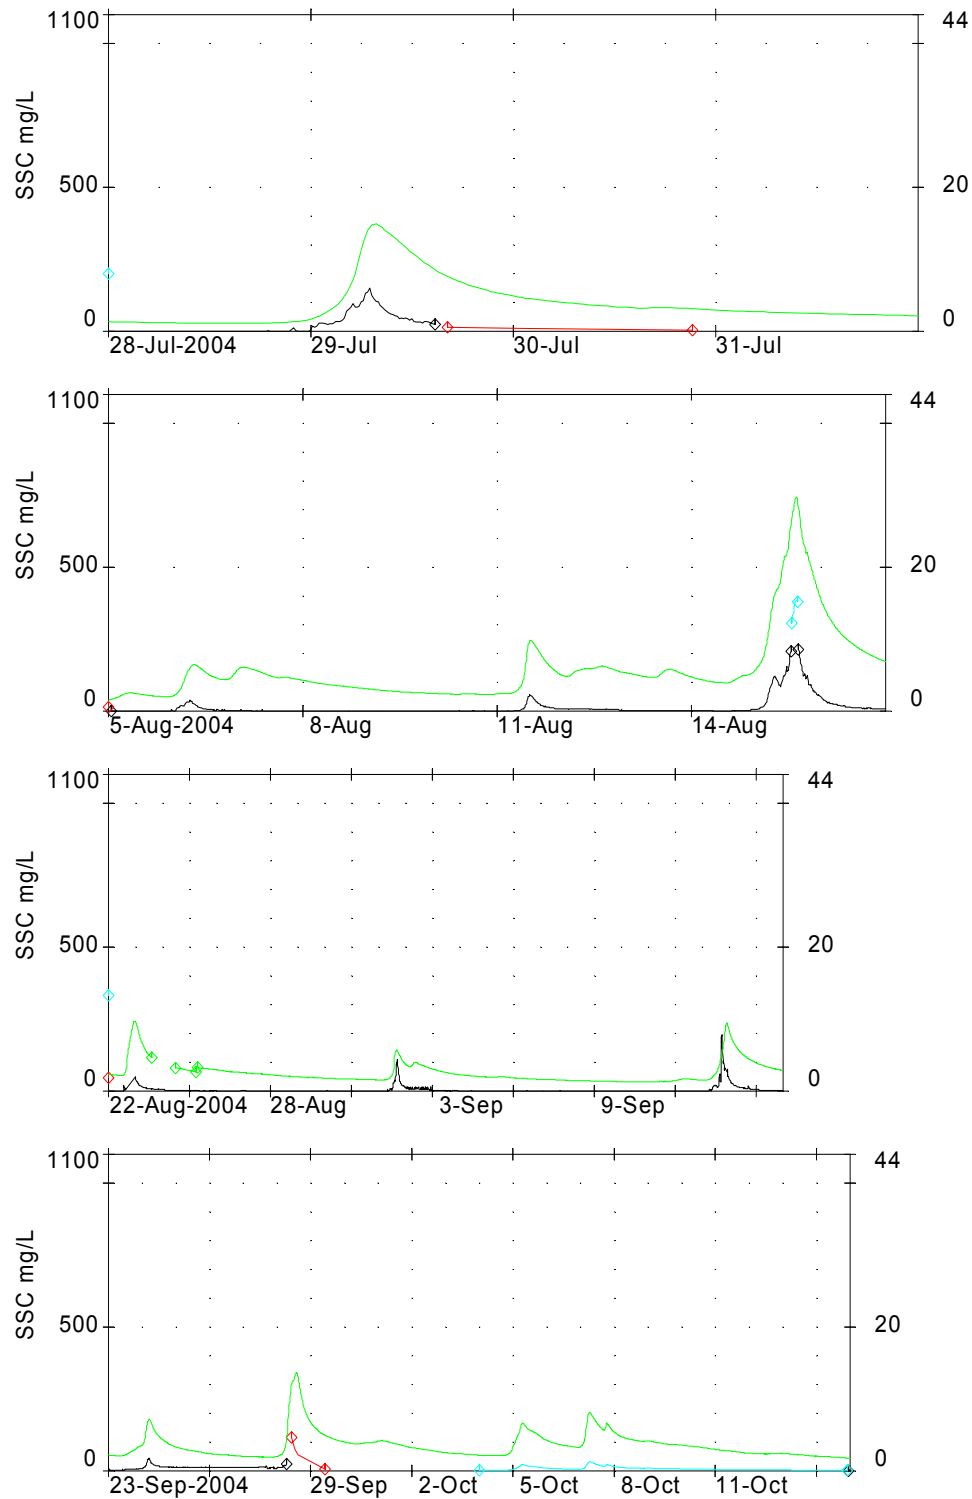 1100 44
SSC mg/L
500 20
0 0
28-Jul-2004 29-Jul 30-Jul 31-Jul
1100 44
SSC mg/L
500 20
0 0
5-Aug-2004 8-Aug 11-Aug 14-Aug
1100 44
SSC mg/L
500 20
0 0
22-Aug-2004 28-Aug 3-Sep 9-Sep
1100 44
SSC mg/L
500 20
0 0
23-Sep-2004 29-Sep 2-Oct 5-Oct 8-Oct 11-Oct